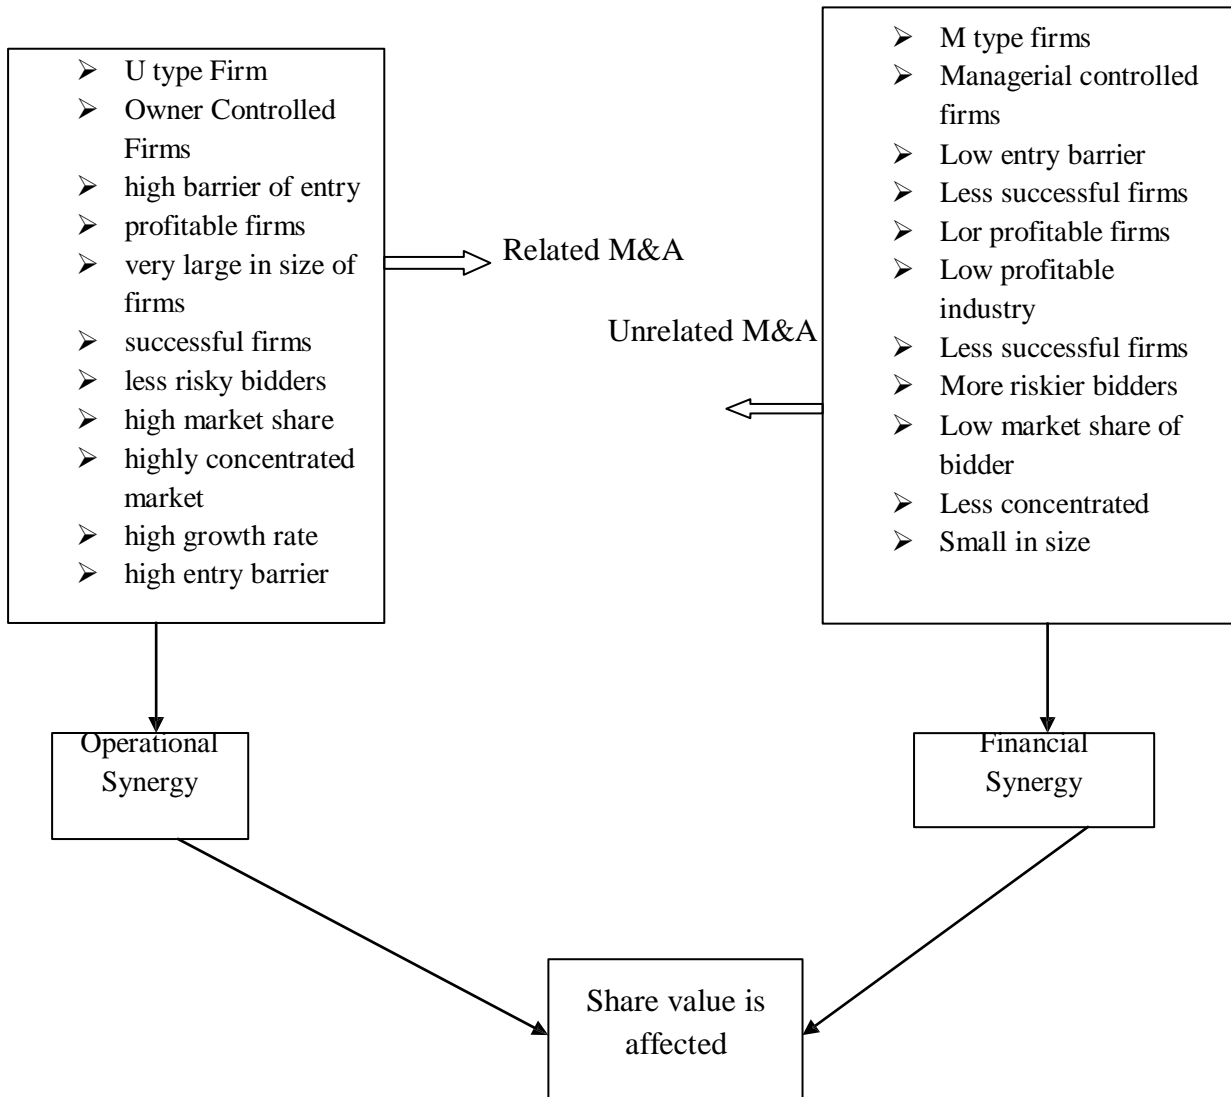 U type Firm
Owner Controlled
Firms
high barrier of entry
profitable firms
very large in size of
firms
successful firms
less risky bidders
high market share
highly concentrated
market
high growth rate
high entry barrier
Related M&A
Unrelated M&A
M type firms
Managerial controlled
firms
Low entry barrier
Less successful firms
Lor profitable firms
Low profitable
industry
Less successful firms
More riskier bidders
Low market share of
bidder
Less concentrated
Small in size
Operational
Synergy
Financial
Synergy
Share value is
affected